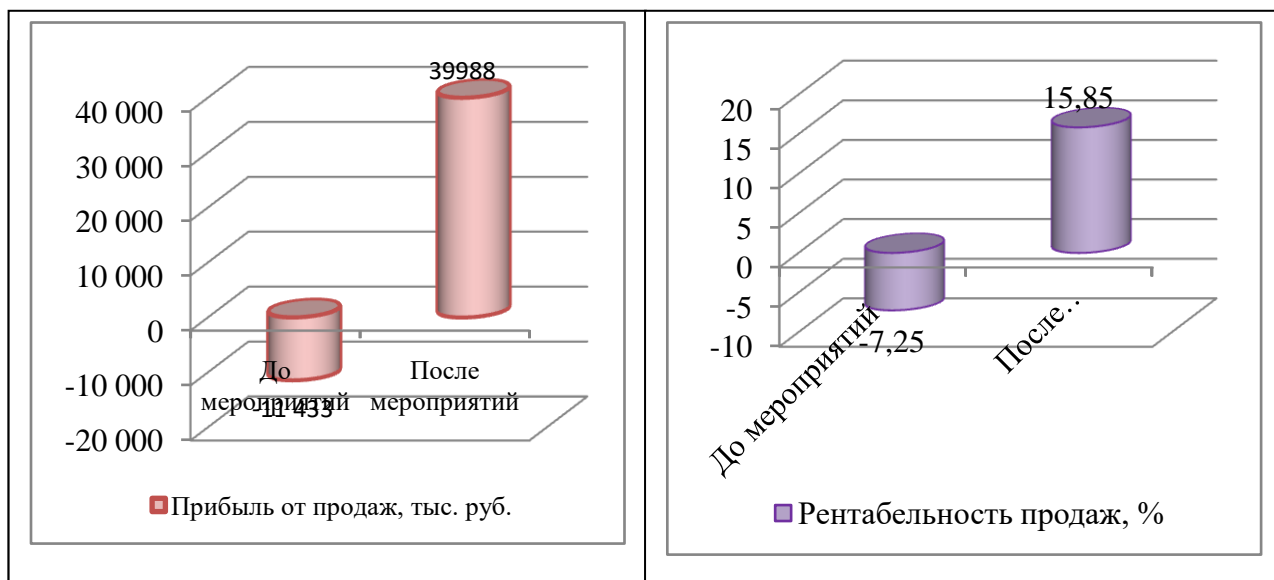 39988
40 000
30 000
20 000
10 000
0
-10 000
-20 000
До
мероприятий
После
мероприятий
-11 433
Прибыль от продаж, тыс. руб.
15,85
20
15
10
5
0
-5
-10
-7,25
До мероприятий
После..
Рентабельность продаж, %